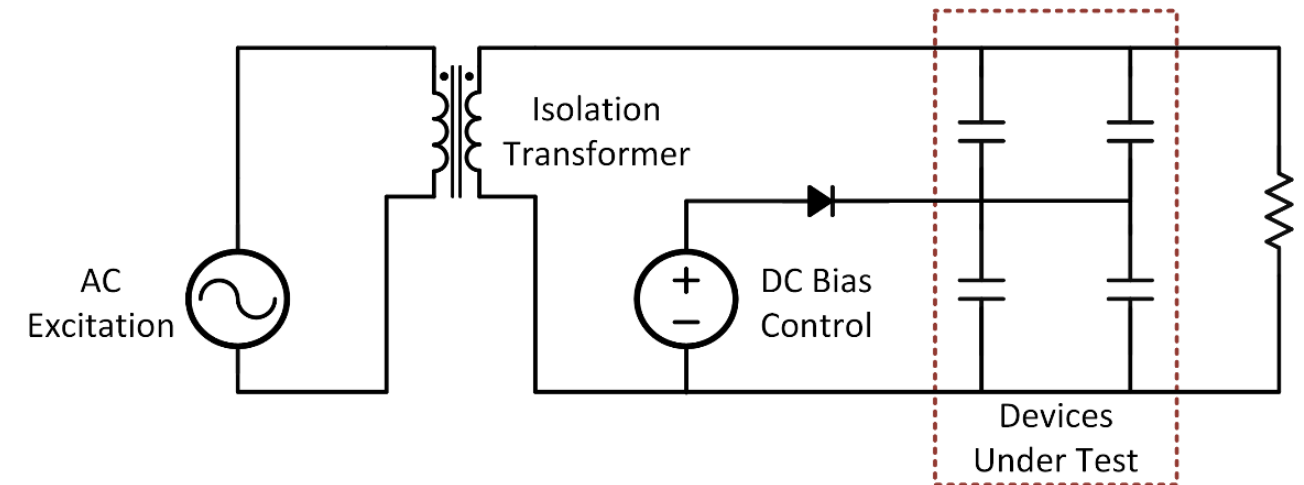 Isolation
Transformer
AC
Excitation
+
−
DC Bias
Control
Devices
Under Test